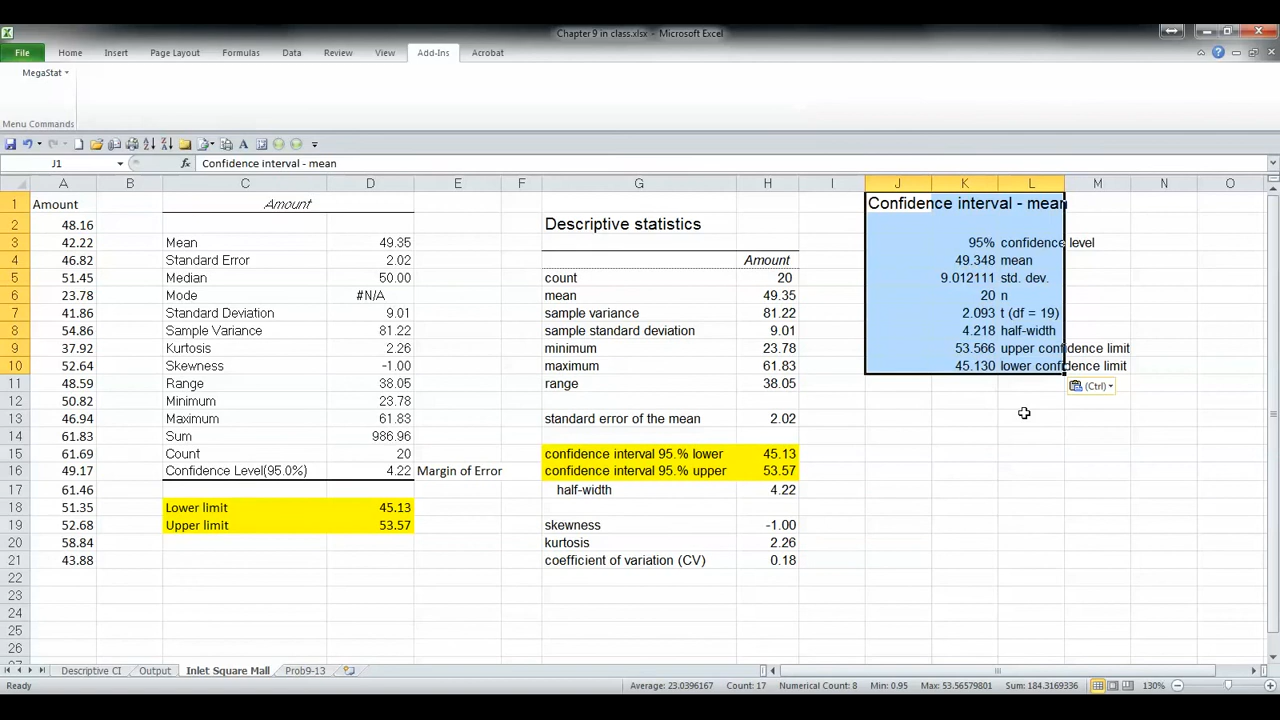 Chapter 9 in class.xlsx - Microsoft Excel
File Home Insert Page Layout Formulas Data Review View Add-Ins Acrobat
MegaStat
Menu Commands
J1 fx Confidence interval - mean
A B C D E F G H I J K L M N O
1 Amount Amount Confidence interval - mean
2 48.16 Descriptive statistics
3 42.22 Mean 49.35 95% confidence level
4 46.82 Standard Error 2.02 Amount 49.348 mean
5 51.45 Median 50.00 count 20 9.012111 std. dev.
6 23.78 Mode #N/A mean 49.35 20 n
7 41.86 Standard Deviation 9.01 sample variance 81.22 2.093 t (df = 19)
8 54.86 Sample Variance 81.22 sample standard deviation 9.01 4.218 half-width
9 37.92 Kurtosis 2.26 minimum 23.78 53.566 upper confidence limit
10 52.64 Skewness -1.00 maximum 61.83 45.130 lower confidence limit
11 48.59 Range 38.05 range 38.05 (Ctrl)
12 50.82 Minimum 23.78
13 46.94 Maximum 61.83 standard error of the mean 2.02
14 61.83 Sum 986.96
15 61.69 Count 20 confidence interval 95.% lower 45.13
16 49.17 Confidence Level(95.0%) 4.22 Margin of Error confidence interval 95.% upper 53.57
17 61.46 half-width 4.22
18 51.35 Lower limit 45.13
19 52.68 Upper limit 53.57 skewness -1.00
20 58.84 kurtosis 2.26
21 43.88 coefficient of variation (CV) 0.18
22
23
24
25
26
Descriptive CI Output Inlet Square Mall Prob9-13
Ready Average: 23.0396167 Count: 17 Numerical Count: 8 Min: 0.95 Max: 53.56579801 Sum: 184.3169336 130%